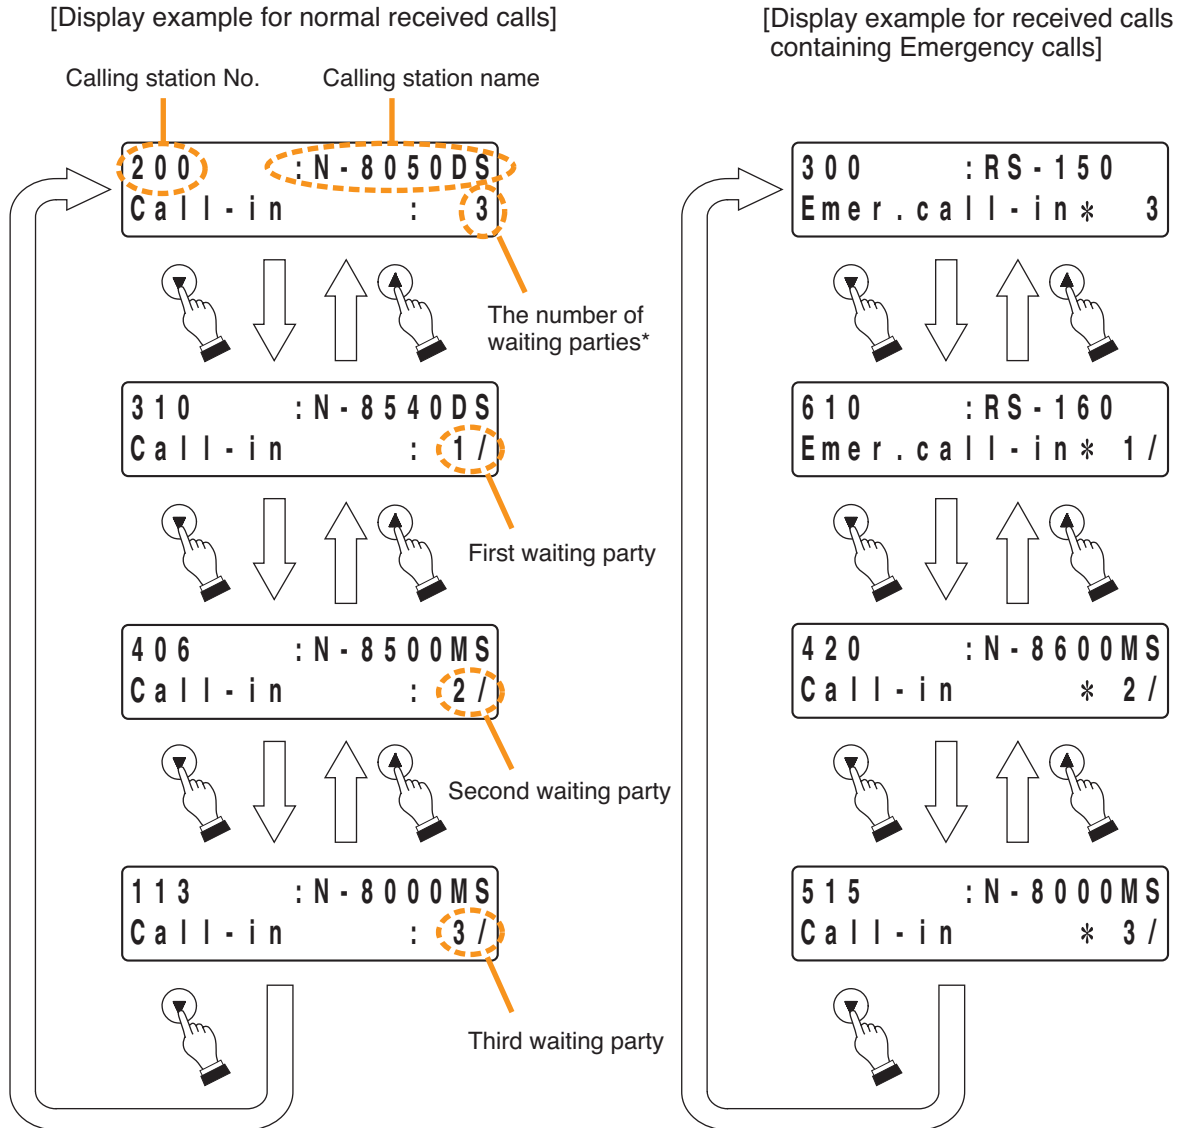 [Display example for normal received calls]
Calling station No.
Calling station name
200 :N-8050DS
Call-in : 3
The number of
waiting parties*
310 :N-8540DS
Call-in : 1/
First waiting party
406 :N-8500MS
Call-in : 2/
Second waiting party
113 :N-8000MS
Call-in : 3/
Third waiting party
[Display example for received calls
containing Emergency calls]
300 :RS-150
Emer.call-in* 3
610 :RS-160
Emer.call-in* 1/
420 :N-8600MS
Call-in * 2/
515 :N-8000MS
Call-in * 3/